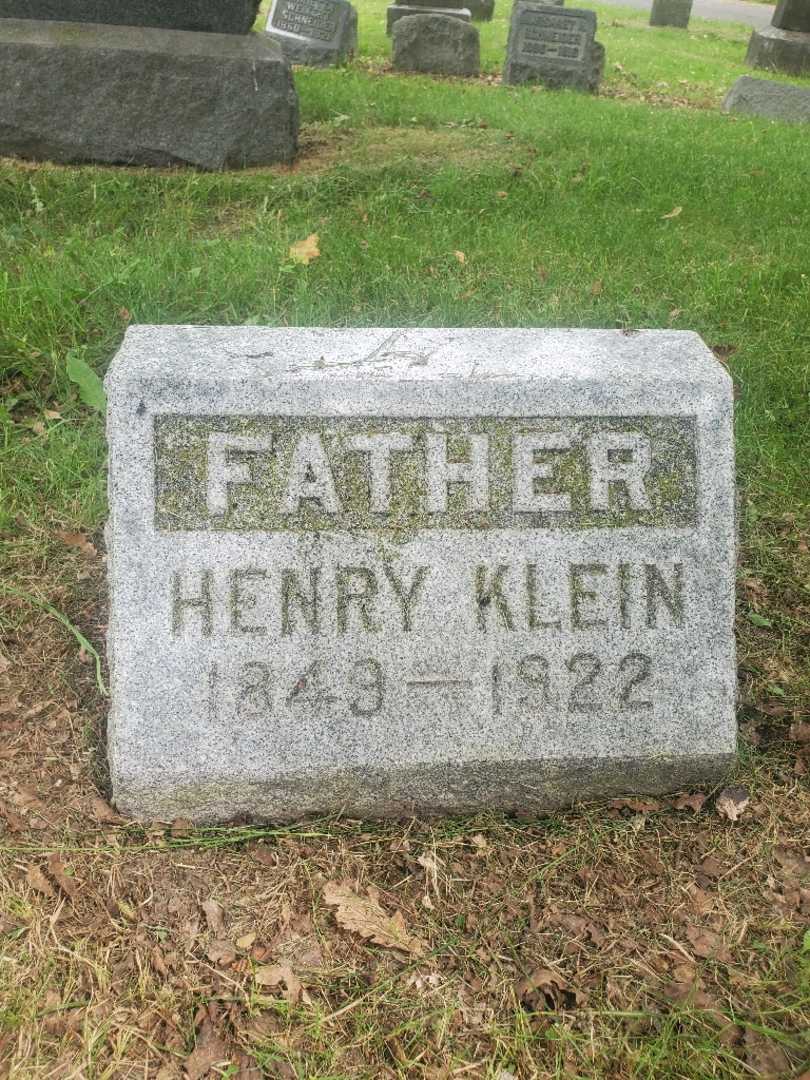 FATHER
HENRY KLEIN
1849—1922